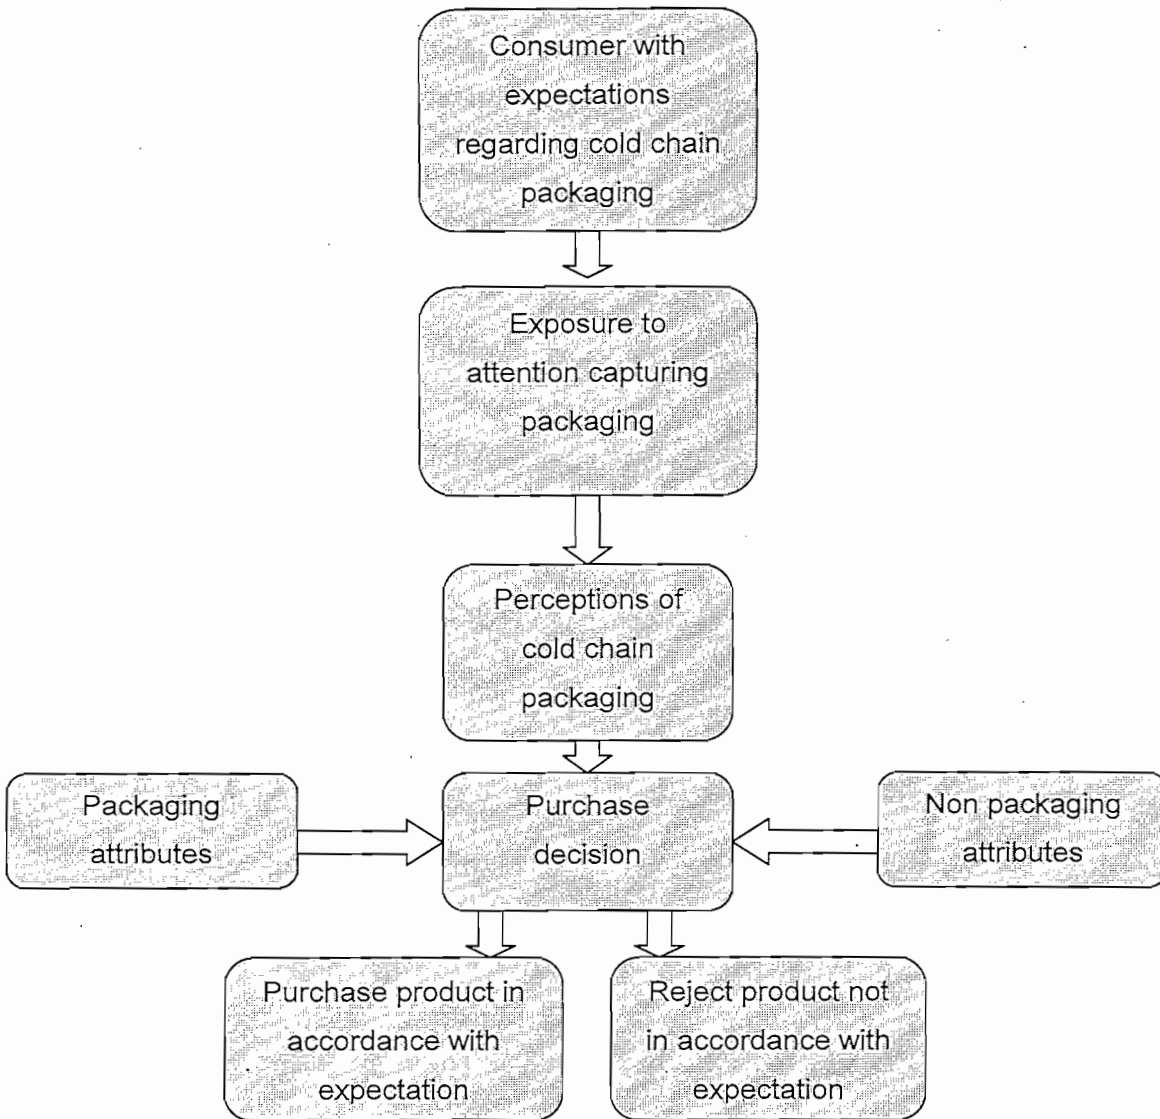 Consumer with
expectations
regarding cold chain
packaging
Exposure to
attention capturing
packaging
Perceptions of
cold chain
packaging
Packaging
attributes
Purchase
decision
Non packaging
attributes
Purchase product in
accordance with
expectation
Reject product not
in accordance with
expectation